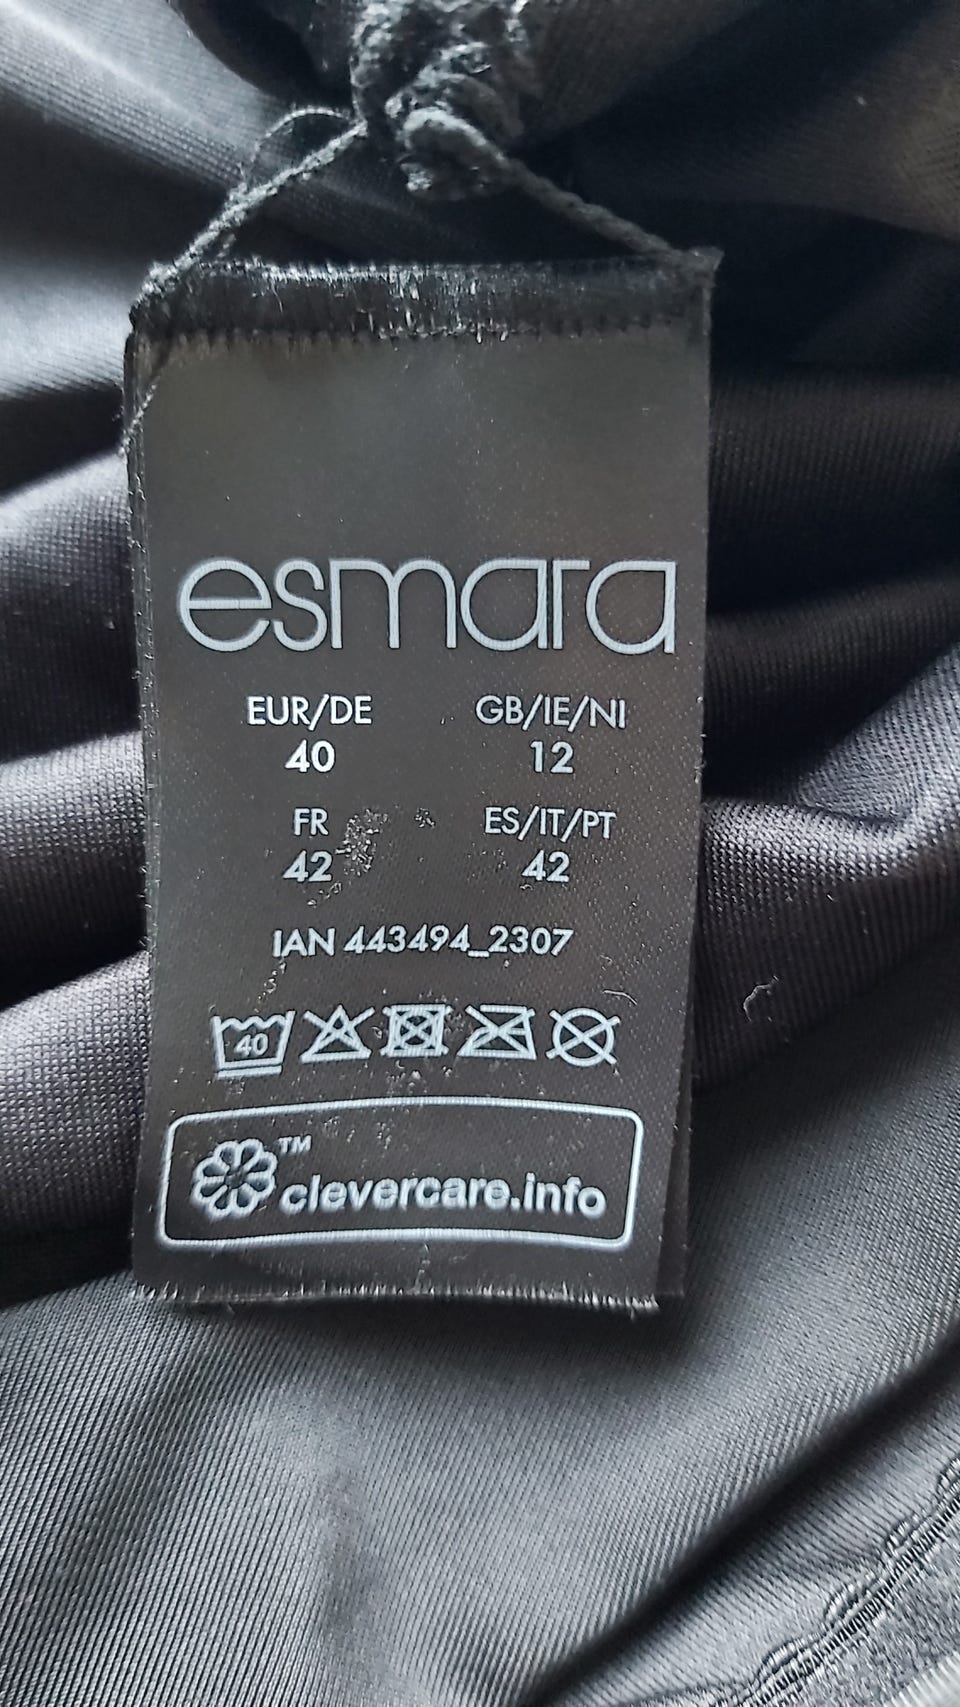 esmara
EUR/DE GB/IE/NI
40 12
FR ES/IT/PT
42 42
IAN 443494_2307
40
™
clevercare.info